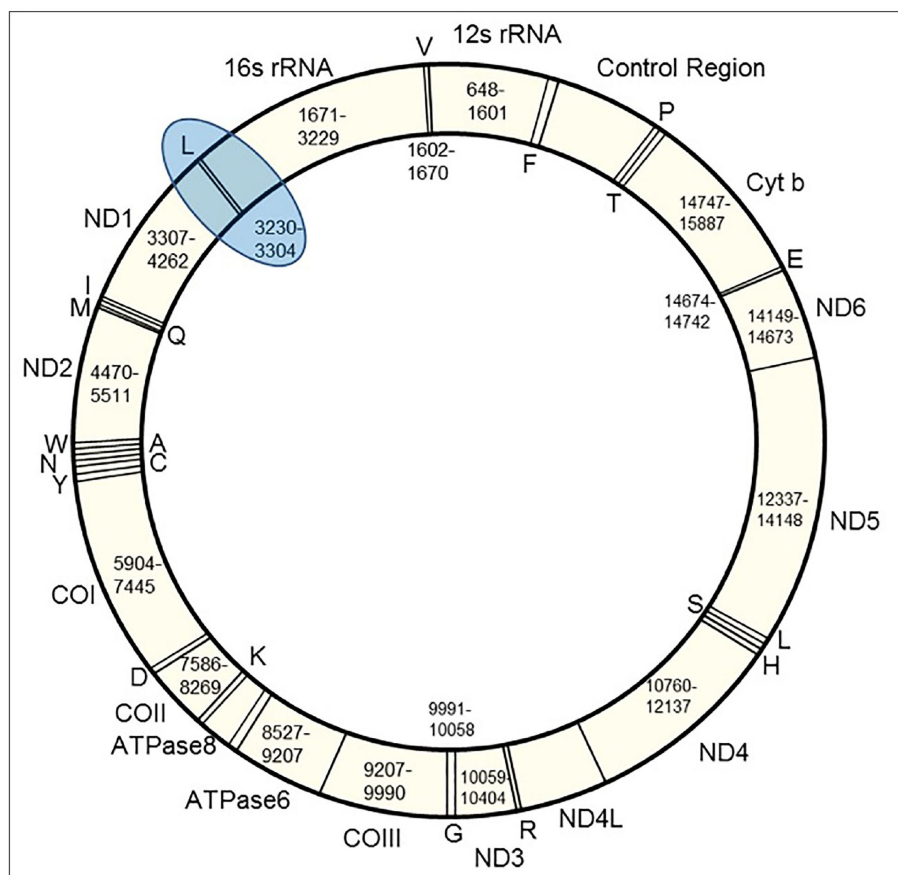 12s rRNA
V
16s rRNA
Control Region
648-
1601
1671-
3229
P
L
1602-
1670
F
Cyt b
T
14747-
15887
ND1
3230-
3304
3307-
4262
E
I
M
14674-
14742
ND6
14149-
14673
Q
ND2
4470-
5511
W
A
N
C
Y
12337-
14148
ND5
5904-
7445
COI
S
L
H
K
D
7586-
8269
10760-
12137
COII
9991-
10058
ATPase8
8527-
9207
ND4
9207-
9990
10059-
10404
ATPase6
ND4L
COIII
G
R
ND3